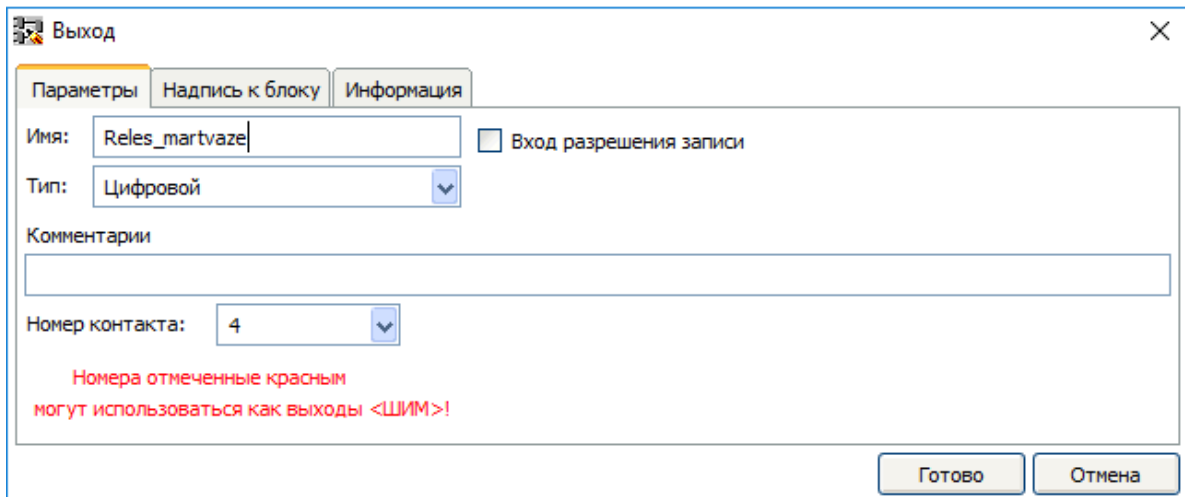 Выход
Параметры Надпись к блоку Информация
Имя: Reles_martvaze Вход разрешения записи
Тип: Цифровой
Комментарии
Номер контакта: 4
Номера отмеченные красным
могут использоваться как выходы <ШИМ>!
Готово Отмена